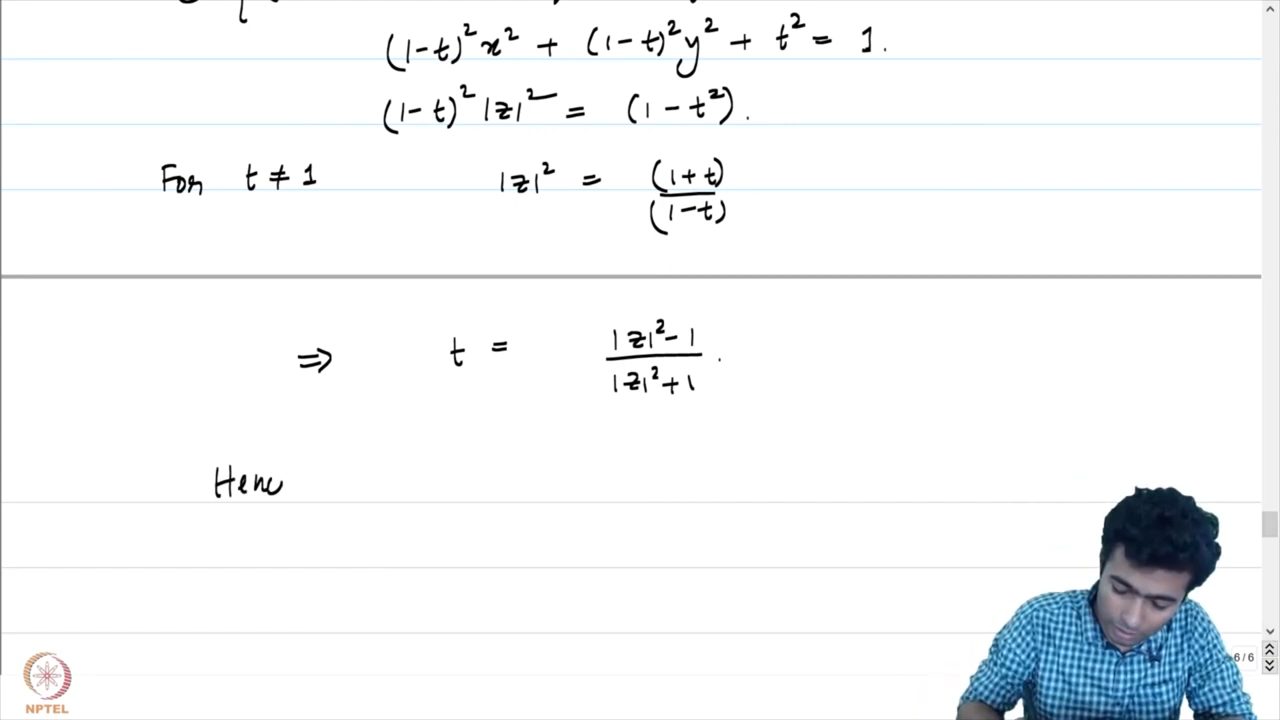 (1-t)²x² + (1-t)²y² + t² = 1.
(1-t)²|z|² = (1-t²).
For t ≠ 1 |z|² = (1+t)/(1-t)
⇒ t = |z|²-1/|z|²+1.
Henc
6/6
NPTEL